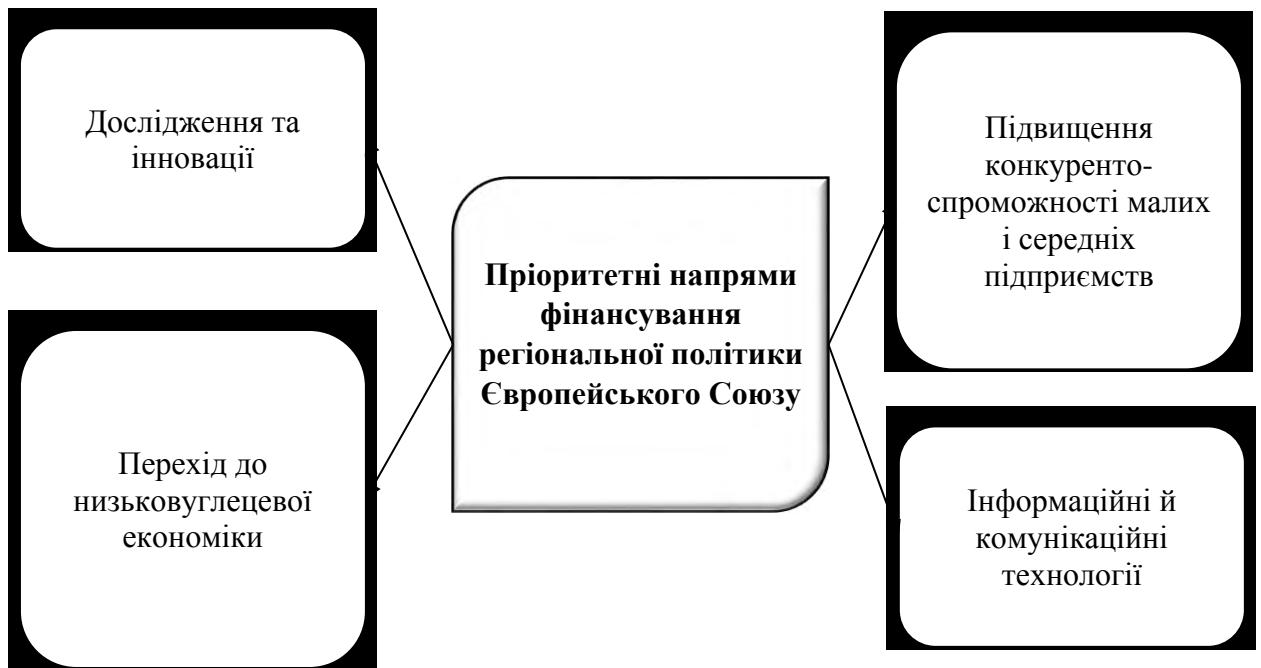 Дослідження та
інновації
Перехід до
низьковуглецевої
економіки
Пріоритетні напрями
фінансування
регіональної політики
Європейського Союзу
Підвищення
конкуренто-
спроможності малих
і середніх
підприємств
Інформаційні й
комунікаційні
технології